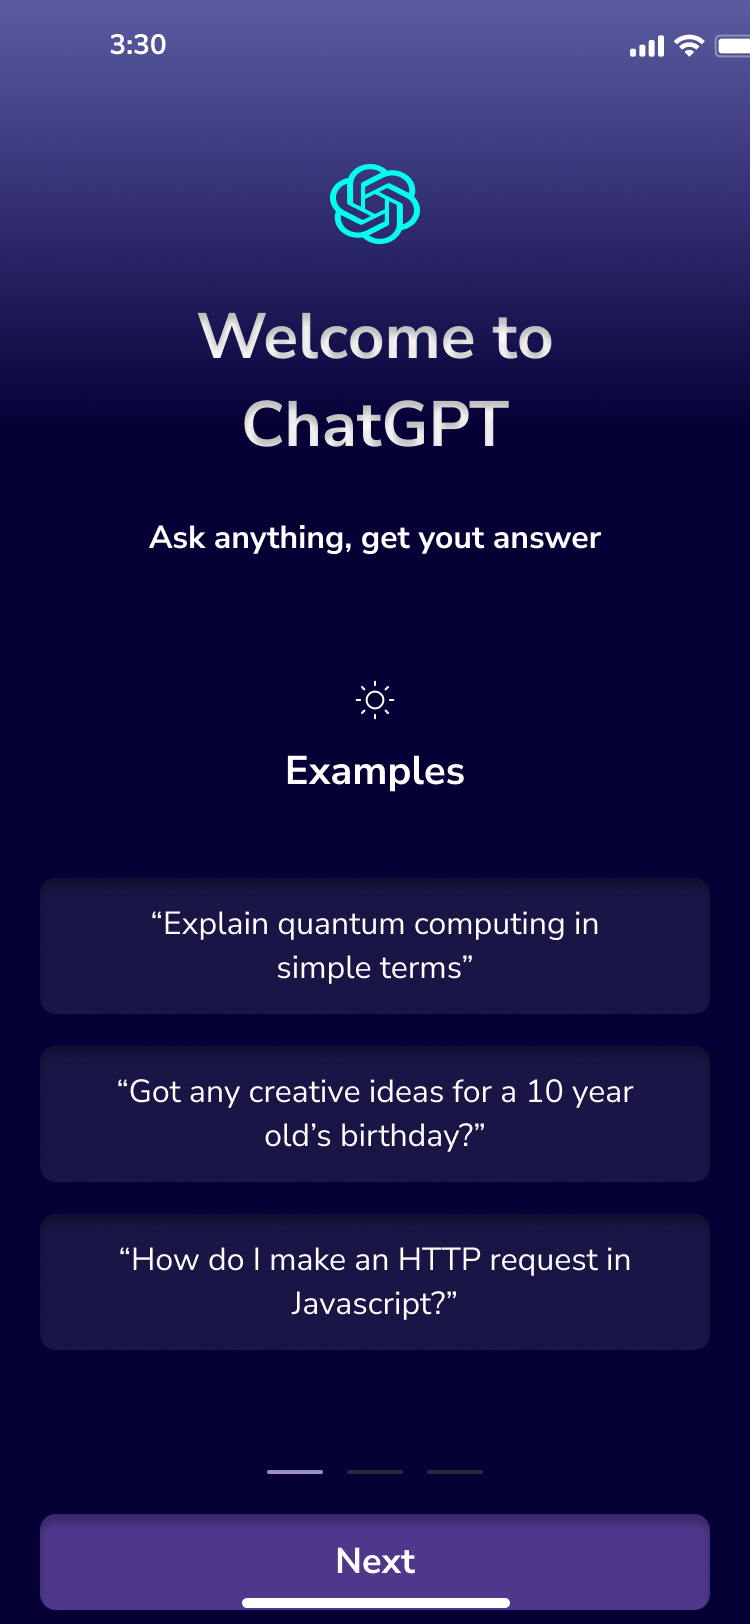 3:30
Welcome to
ChatGPT
Ask anything, get yout answer
Examples
“Explain quantum computing in
simple terms”
“Got any creative ideas for a 10 year
old’s birthday?”
“How do I make an HTTP request in
Javascript?”
Next